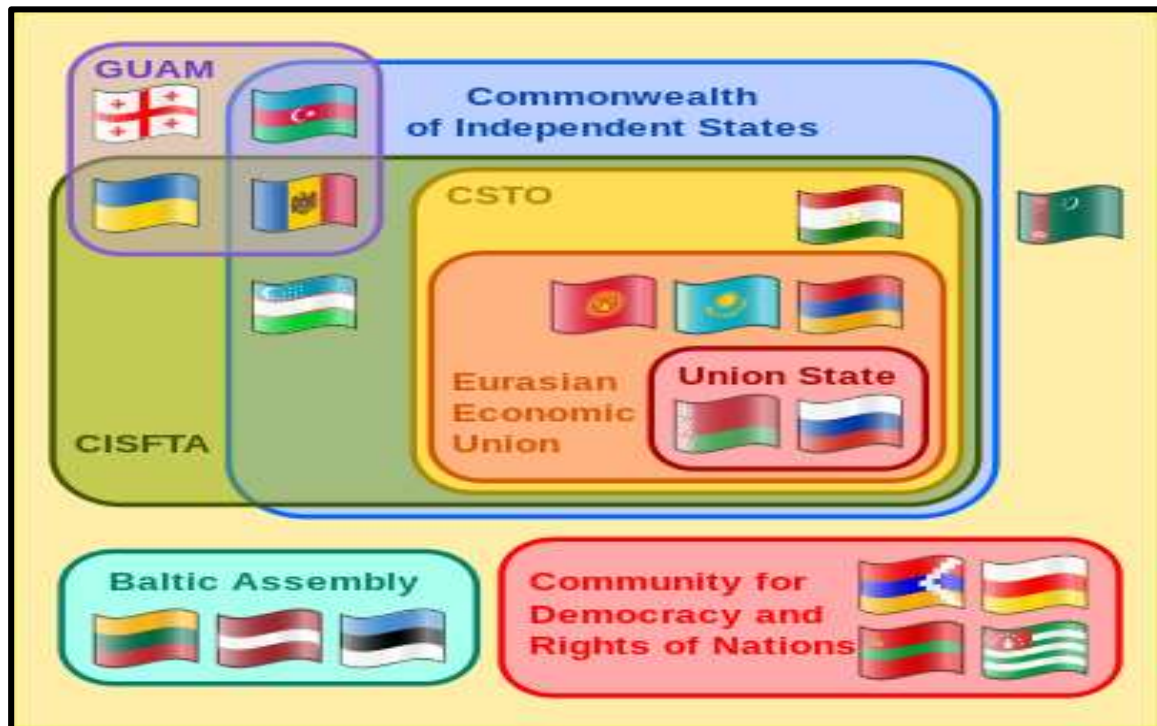 GUAM
Commonwealth
of Independent States
CSTO
Eurasian
Economic
Union
Union State
CISFTA
Baltic Assembly
Community for
Democracy and
Rights of Nations